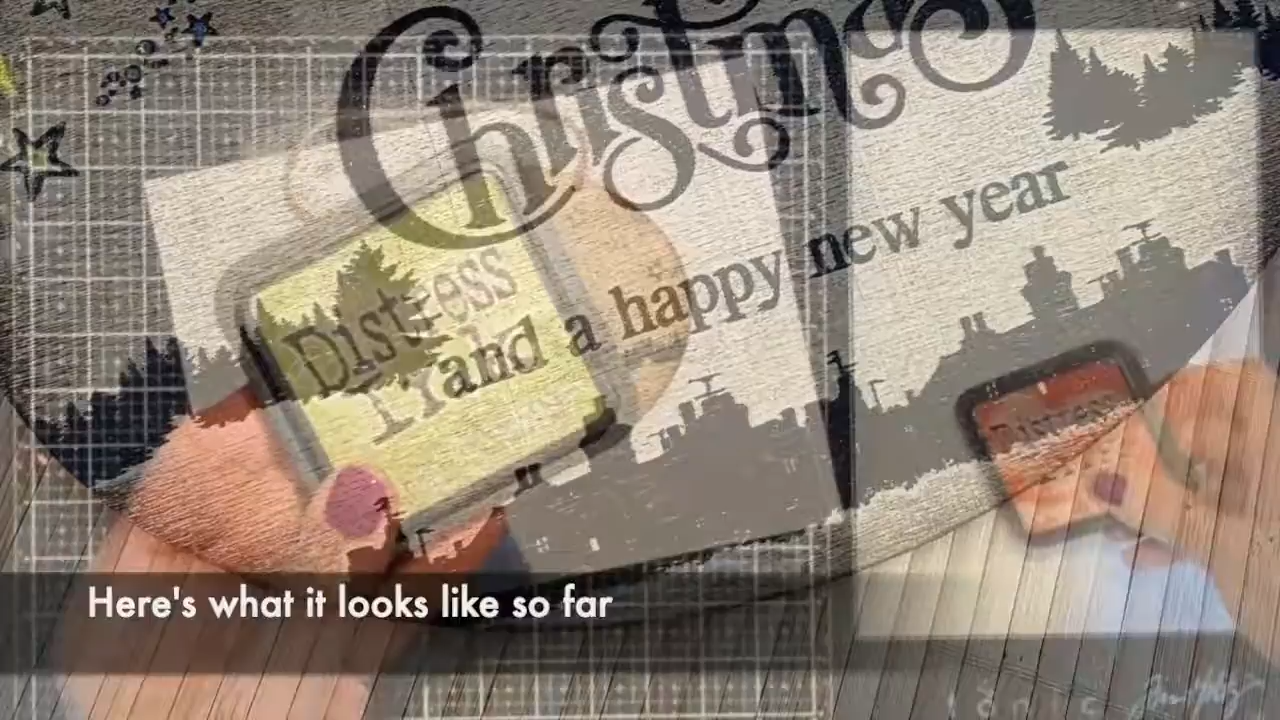 Christmas
and a happy new year
Distress
Distress
Here's what it looks like so far